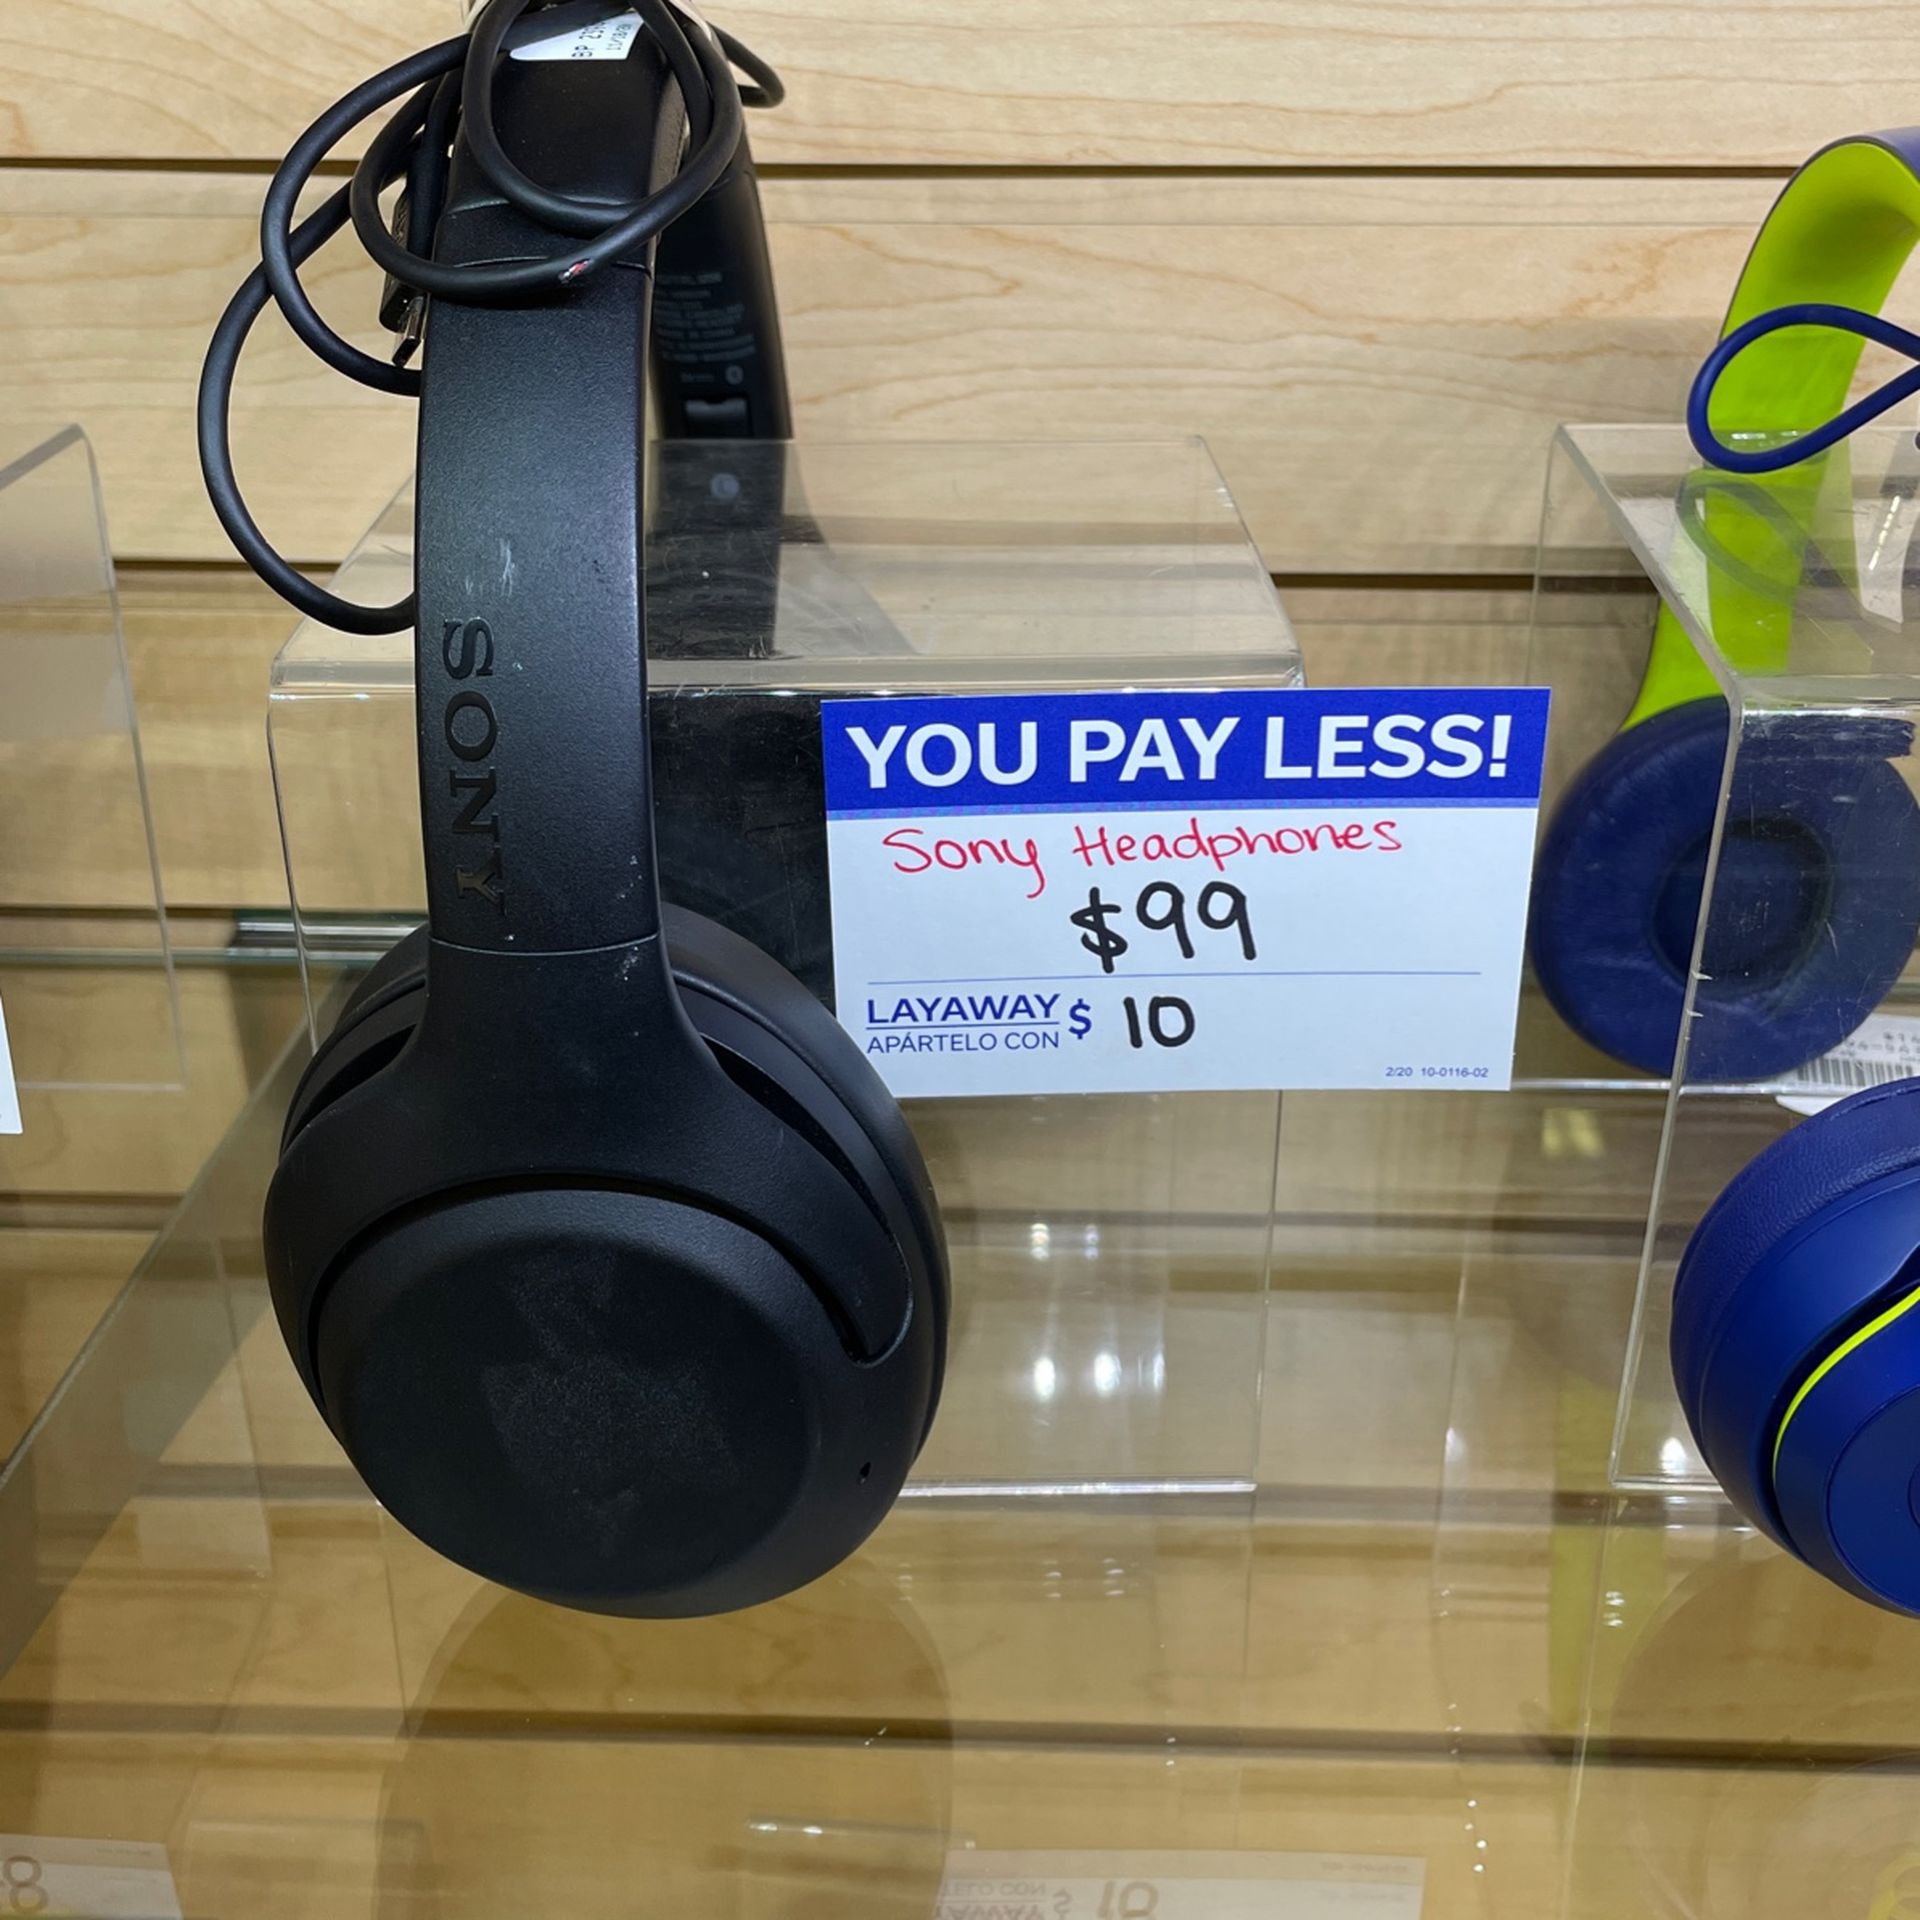 SONY
YOU PAY LESS!
Sony Headphones
$99
LAYAWAY
APÁRTELO CON
$ 10
2/20 10-0116-02